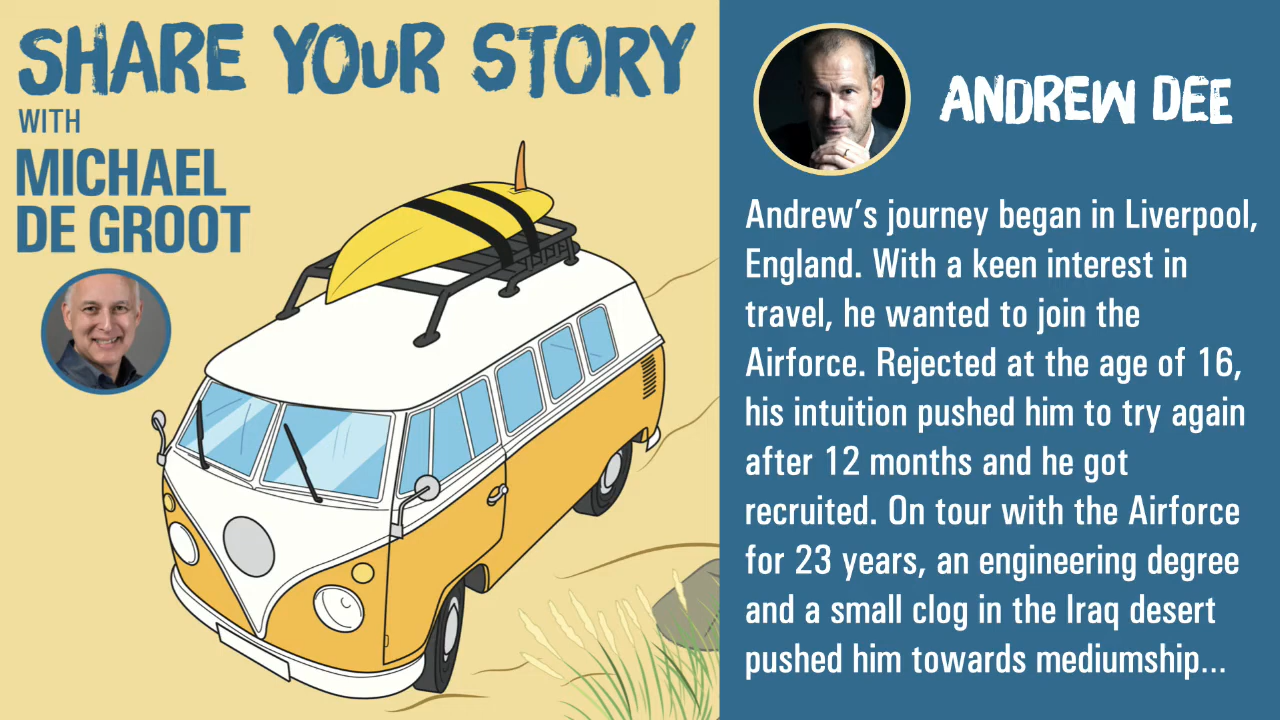 SHARE YOUR STORY
WITH
MICHAEL
DE GROOT
ANDREW DEE
Andrew's journey began in Liverpool,
England. With a keen interest in
travel, he wanted to join the
Airforce. Rejected at the age of 16,
his intuition pushed him to try again
after 12 months and he got
recruited. On tour with the Airforce
for 23 years, an engineering degree
and a small clog in the Iraq desert
pushed him towards mediumship...